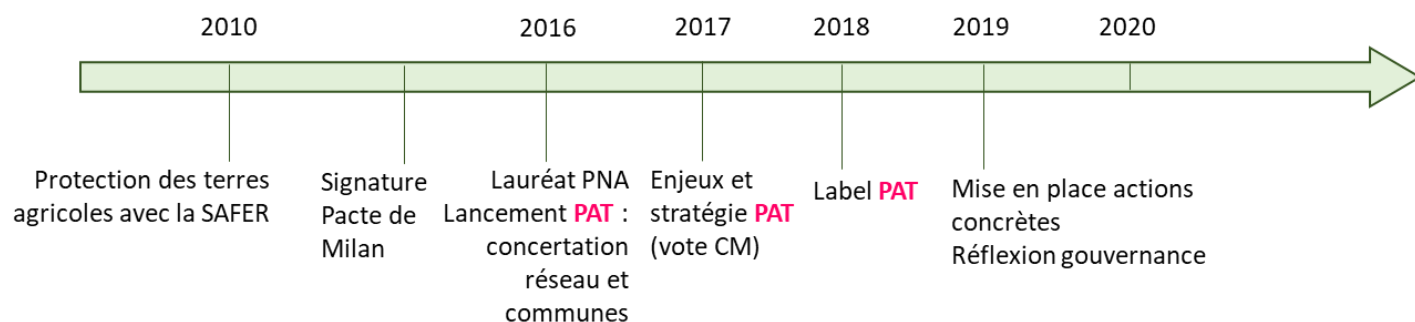 2010
2016
2017
2018
2019
2020
Protection des terres
agricoles avec la SAFER
Signature
Pacte de
Milan
Lauréat PNA
Lancement PAT :
concertation
réseau et
communes
Enjeux et
stratégie PAT
(vote CM)
Label PAT
Mise en place actions
concrètes
Réflexion gouvernance